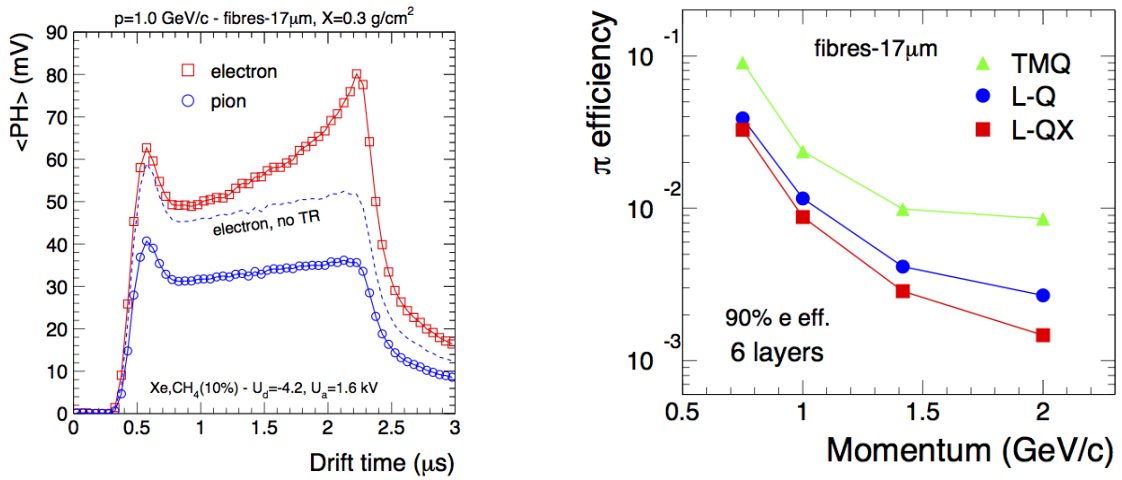 p=1.0 GeV/c - fibres-17μm, X=0.3 g/cm²
<PH> (mV)
90
80
70
60
50
40
30
20
10
0
electron
pion
electron, no TR
Xe,CH₄(10%) - U_d=-4.2, U_a=1.6 kV
0 0.5 1 1.5 2 2.5 3
Drift time (μs)
π efficiency
10⁻¹
10⁻²
10⁻³
fibres-17μm
TMQ
L-Q
L-QX
90% e eff.
6 layers
0.5 1 1.5 2
Momentum (GeV/c)